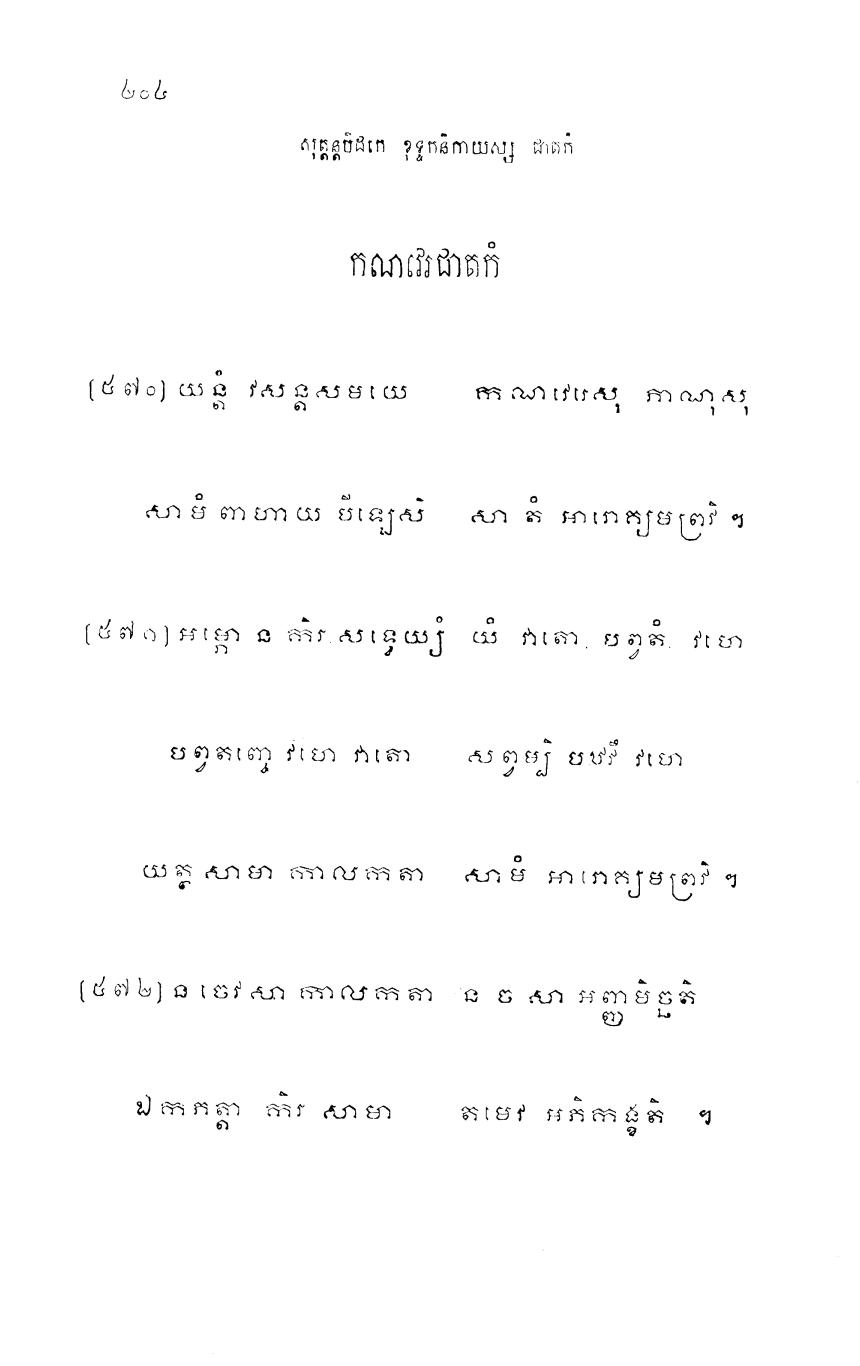 ២០៤
សុត្តន្តបិដកេ ខុទ្ទកនិកាយស្ស ជាតកំ
កណវេរជាតកំ
(៥៧០) យន្តំ វសន្តសមយេ កណវេរេសុ ភាណុសុ
សាមំ ពាហាយ បីឡេសិ សា តំ អារោគ្យមព្រវិ ។
(៥៧១) អម្ភោ ន កិរ សទ្ធេយ្យំ យំ វាតោ បព្វតំ វហេ
បព្វតញ្ចេ វហេ វាតោ សព្វម្បិ បឋវឹ វហេ
យត្ថ សាមា កាលកតា សាមំ អារោគ្យមព្រវិ ។
(៥៧២) ន ចេវ សា កាលកតា ន ច សា អញ្ញមិច្ឆតិ
ឯកភត្តា កិរ សាមា តមេវ អភិកង្ខតិ ។